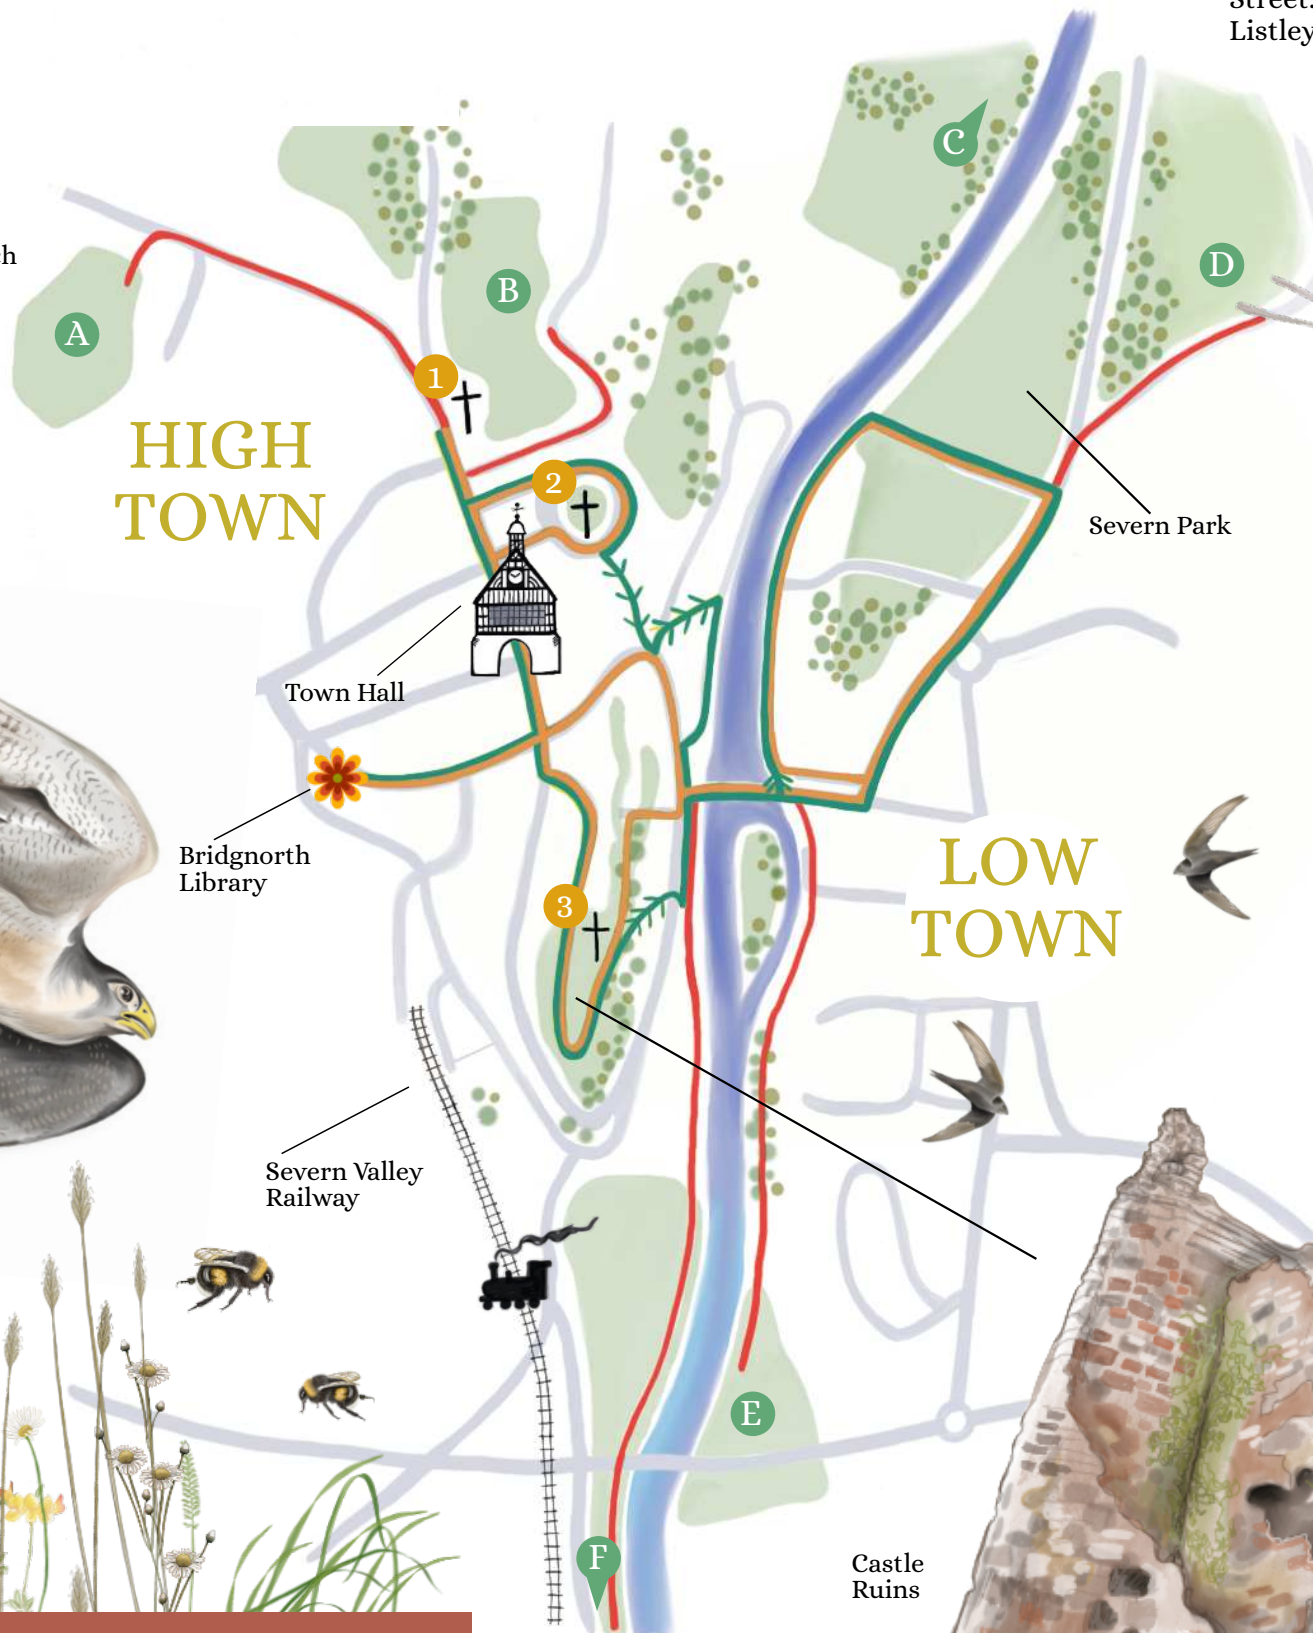 Listley
C
ch
D
B
A
1
HIGH
TOWN
2
Severn Park
Town Hall
Bridgnorth
Library
LOW
TOWN
3
Severn Valley
Railway
E
F
Castle
Ruins